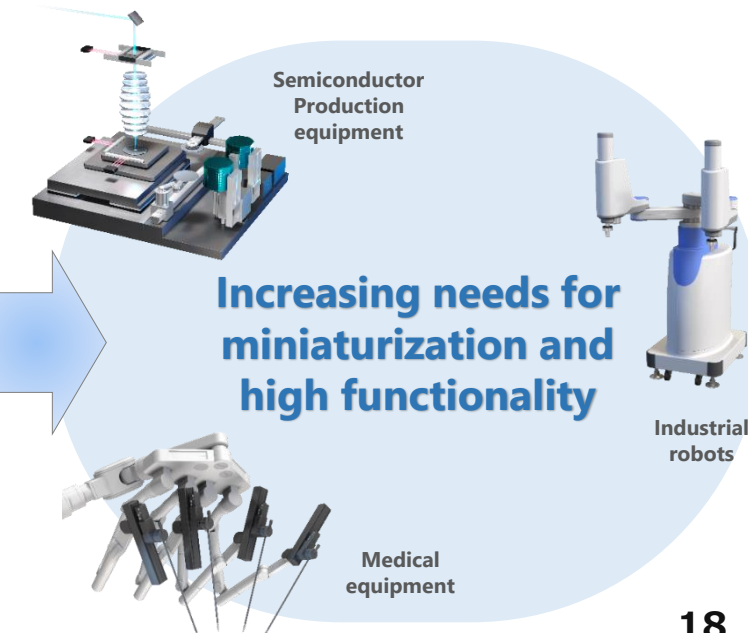 Semiconductor
Production
equipment
Increasing needs for
miniaturization and
high functionality
Industrial
robots
Medical
equipment
18